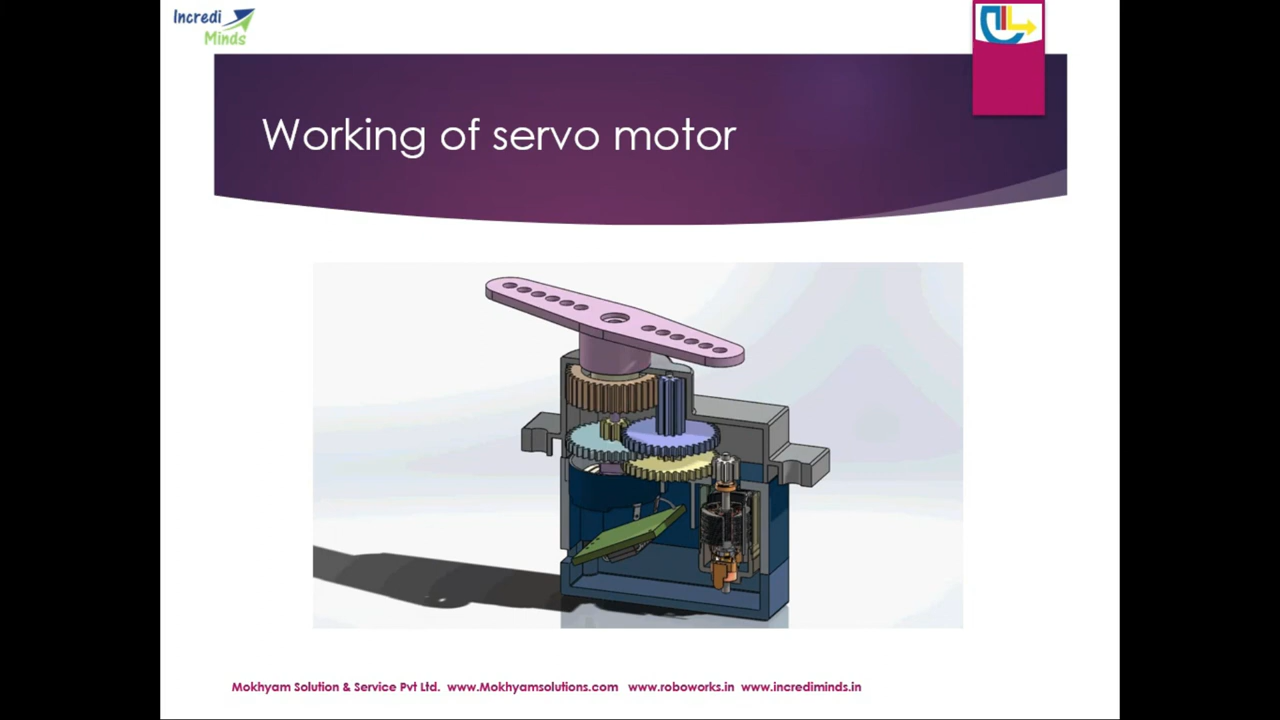 Incredi
Minds
Working of servo motor
Mokhyam Solution & Service Pvt Ltd. www.Mokhyamsolutions.com www.roboworks.in www.incrediminds.in